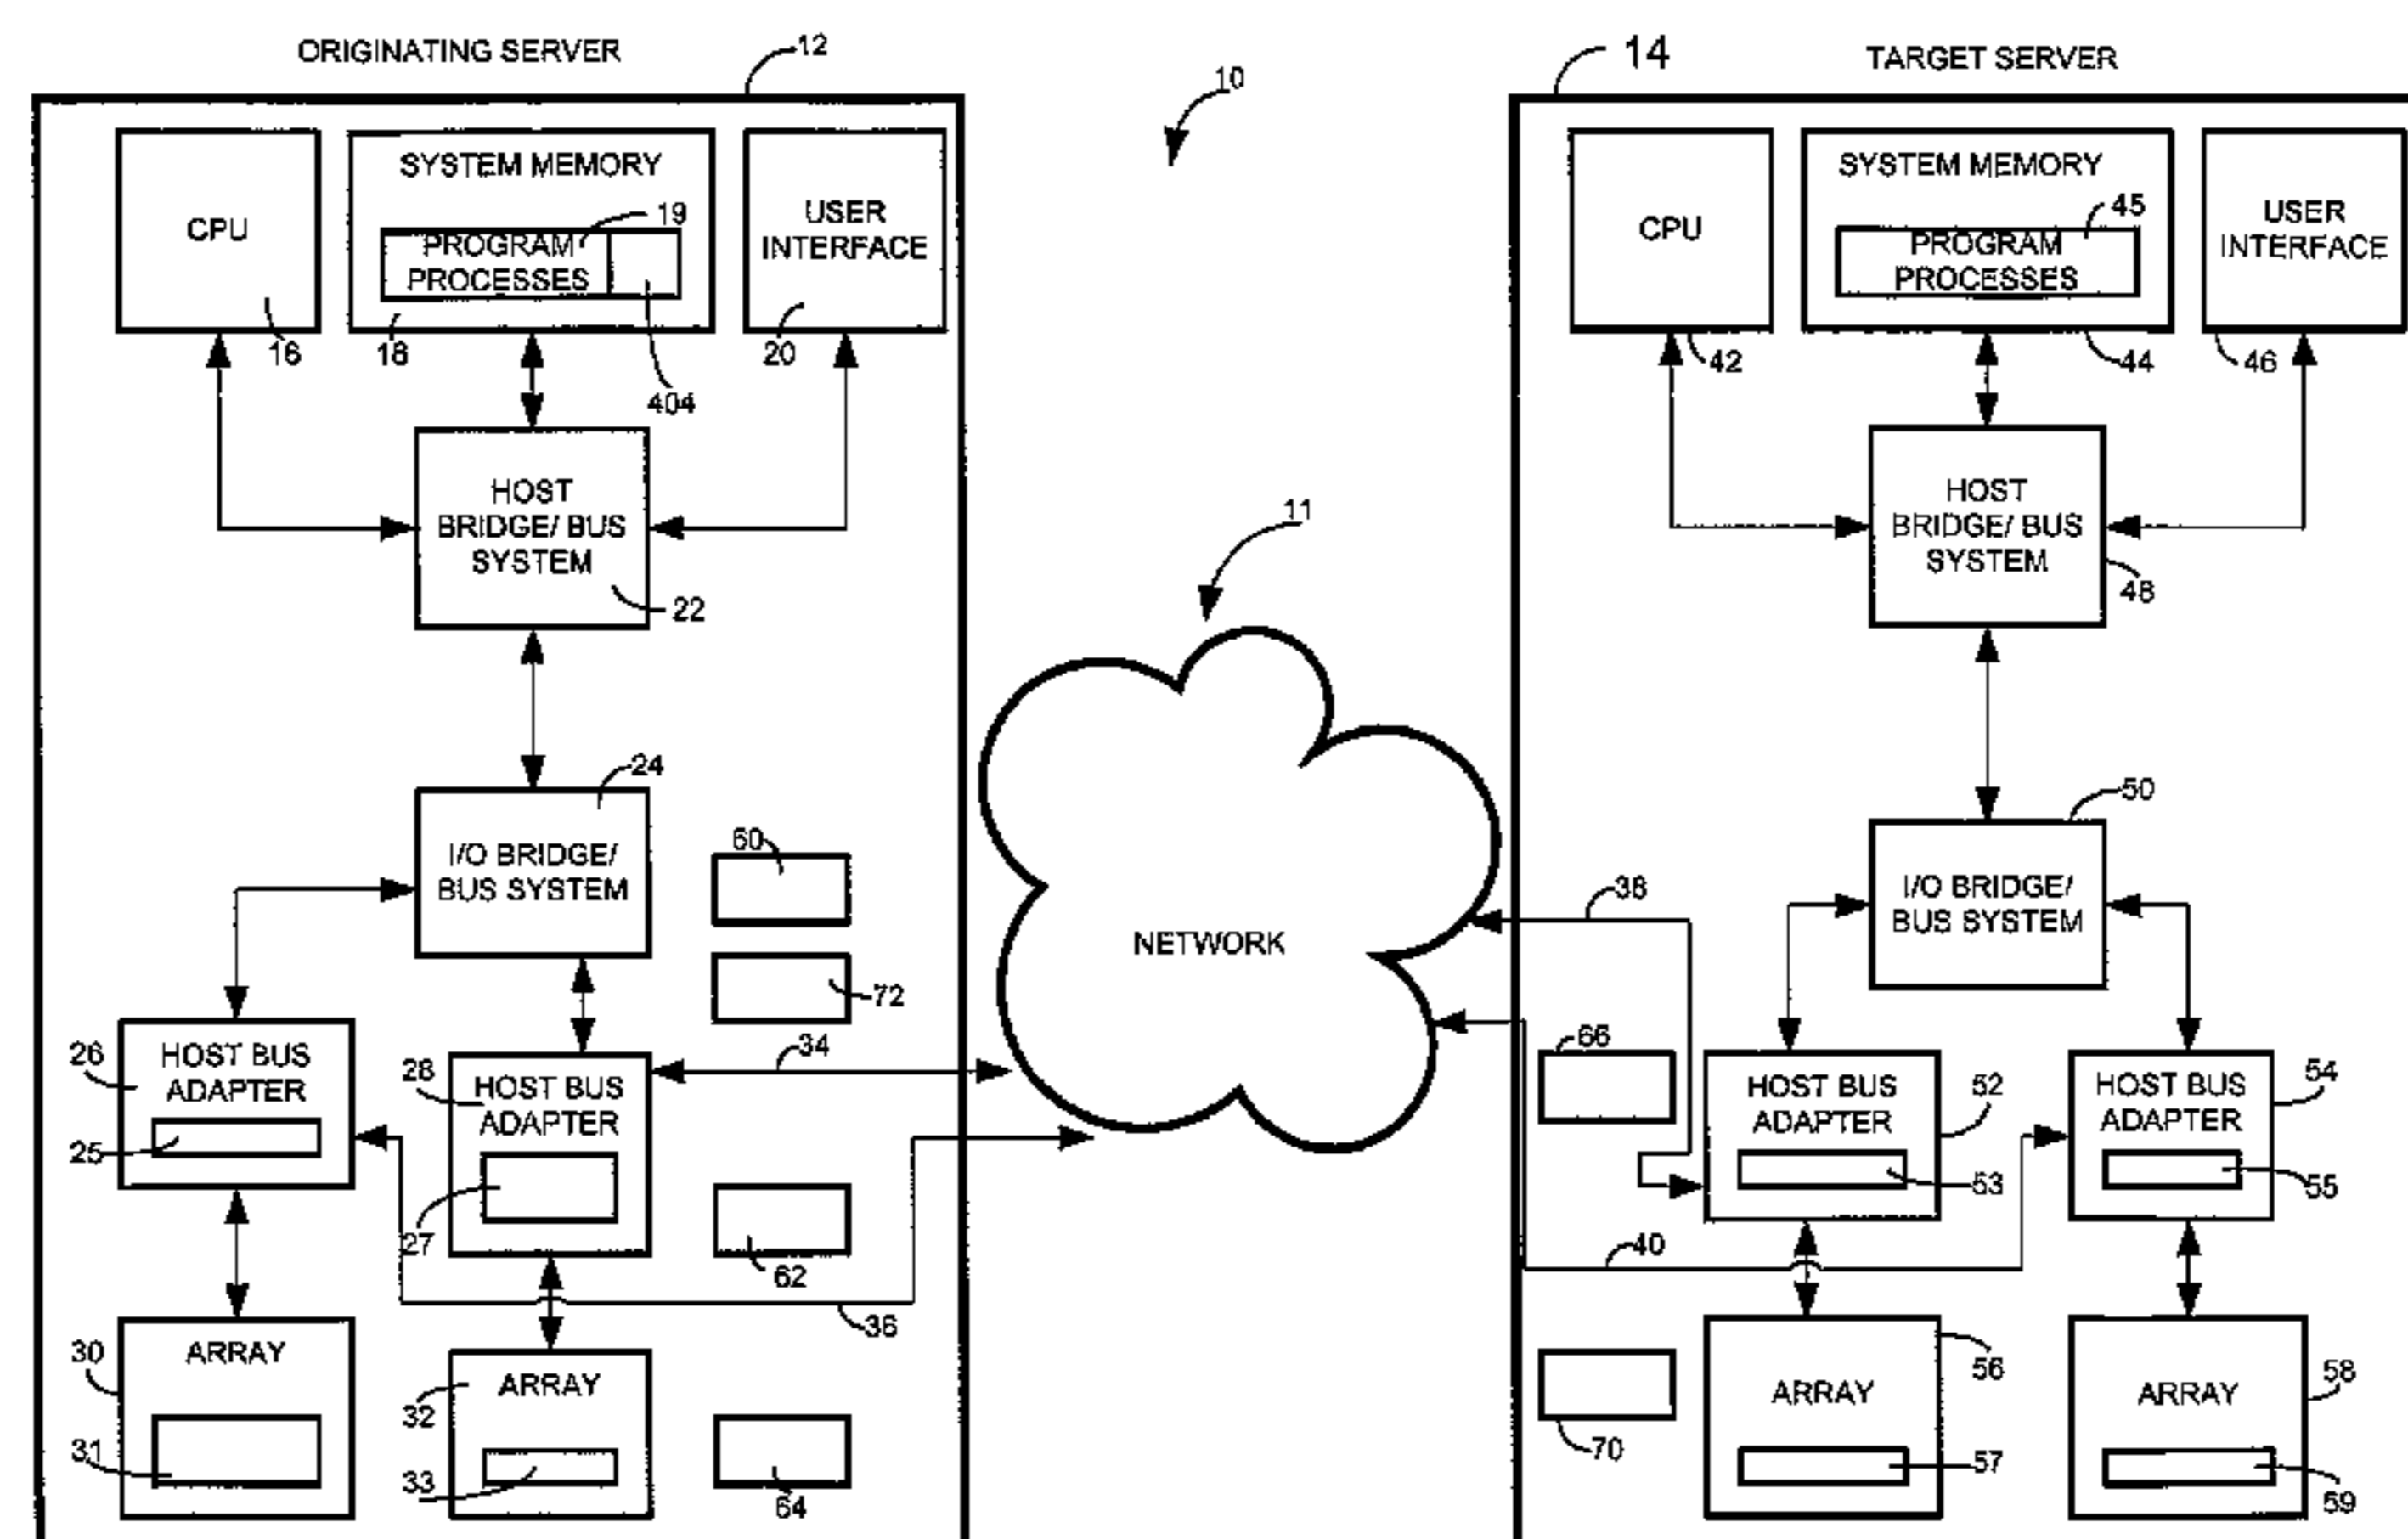 ORIGINATING SERVER
12
10
14
TARGET SERVER
CPU
16
SYSTEM MEMORY
19
PROGRAM
PROCESSES
18
404
USER
INTERFACE
20
CPU
42
SYSTEM MEMORY
45
PROGRAM
PROCESSES
44
USER
INTERFACE
46
HOST
BRIDGE/ BUS
SYSTEM
22
11
HOST
BRIDGE/ BUS
SYSTEM
48
24
I/O BRIDGE/
BUS SYSTEM
60
72
NETWORK
38
50
I/O BRIDGE/
BUS SYSTEM
26
HOST BUS
ADAPTER
25
28
HOST BUS
ADAPTER
27
34
62
36
66
HOST BUS
ADAPTER
52
53
HOST BUS
ADAPTER
54
55
40
30
ARRAY
31
32
ARRAY
33
64
70
ARRAY
56
57
ARRAY
58
59